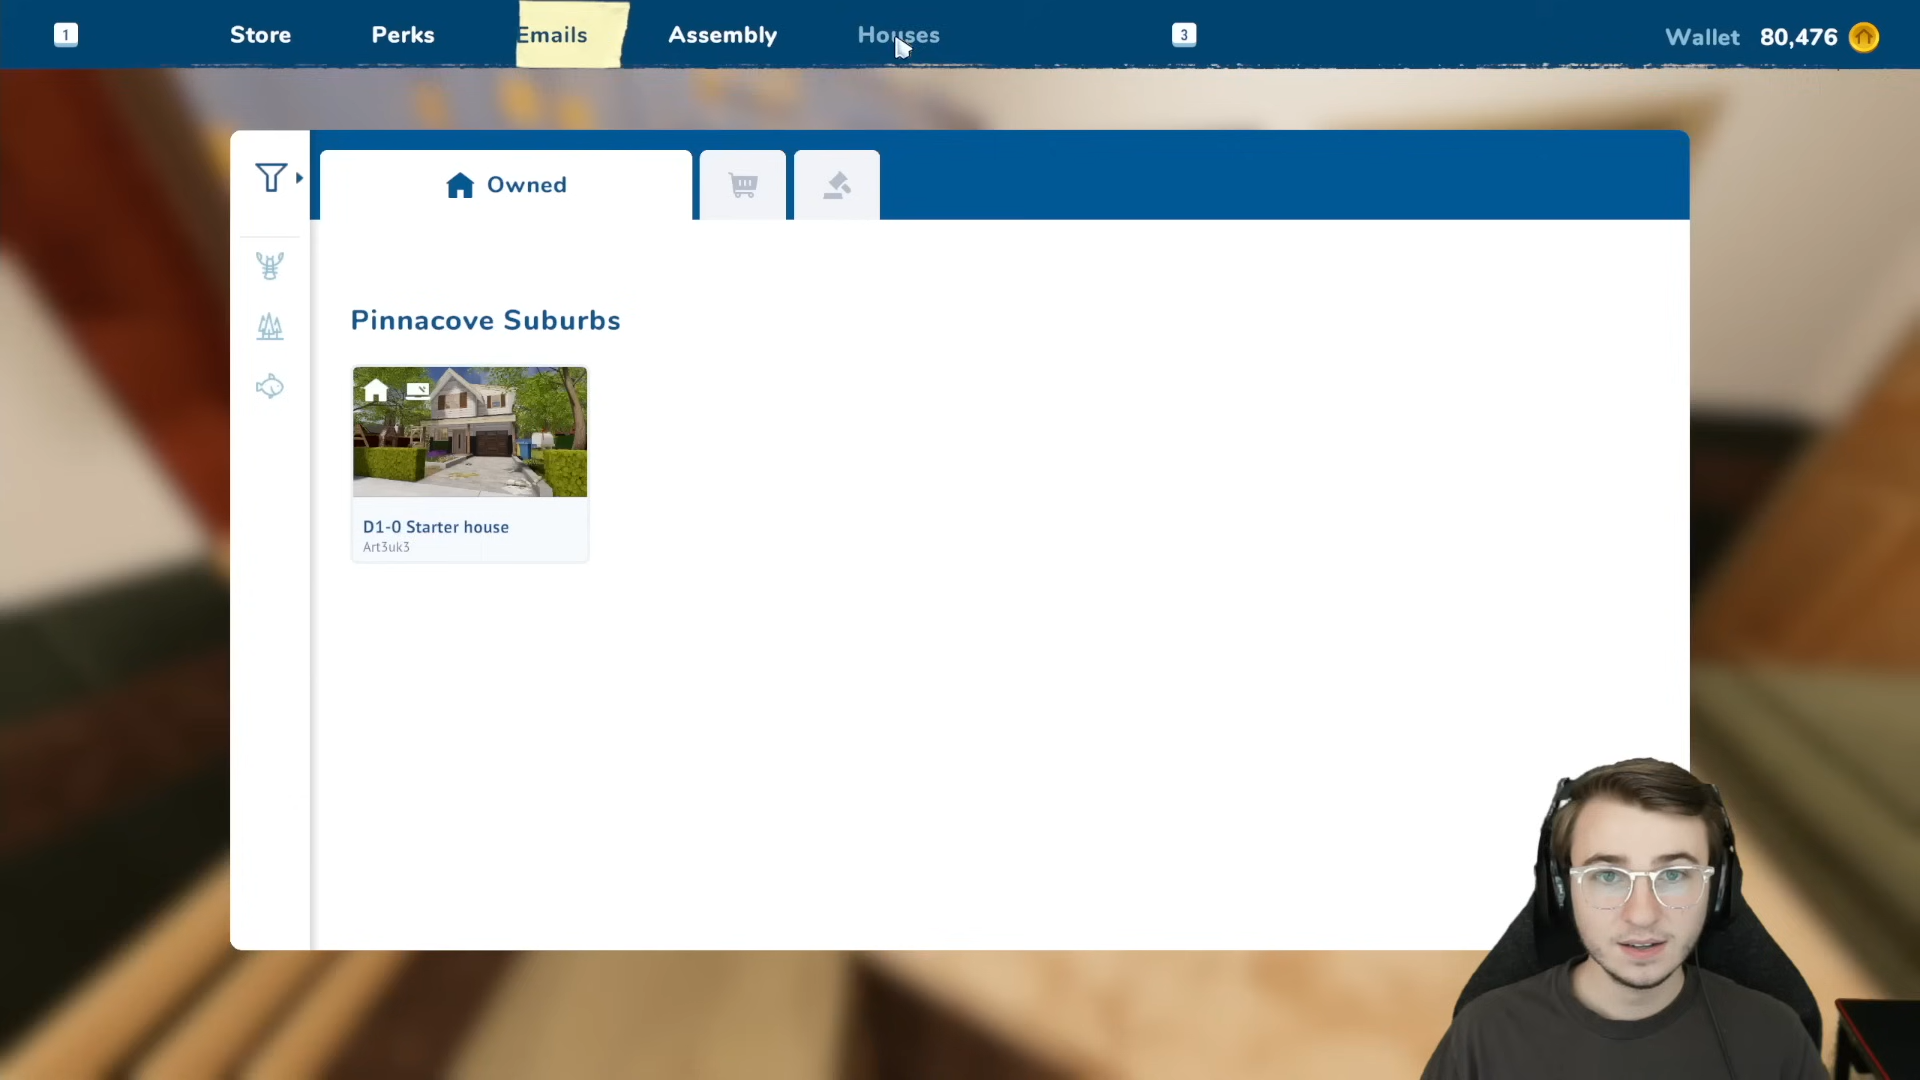 1
Store
Perks
Emails
Assembly
Houses
3
Wallet 80,476
Owned
Pinnacove Suburbs
D1-0 Starter house
Art3uk3